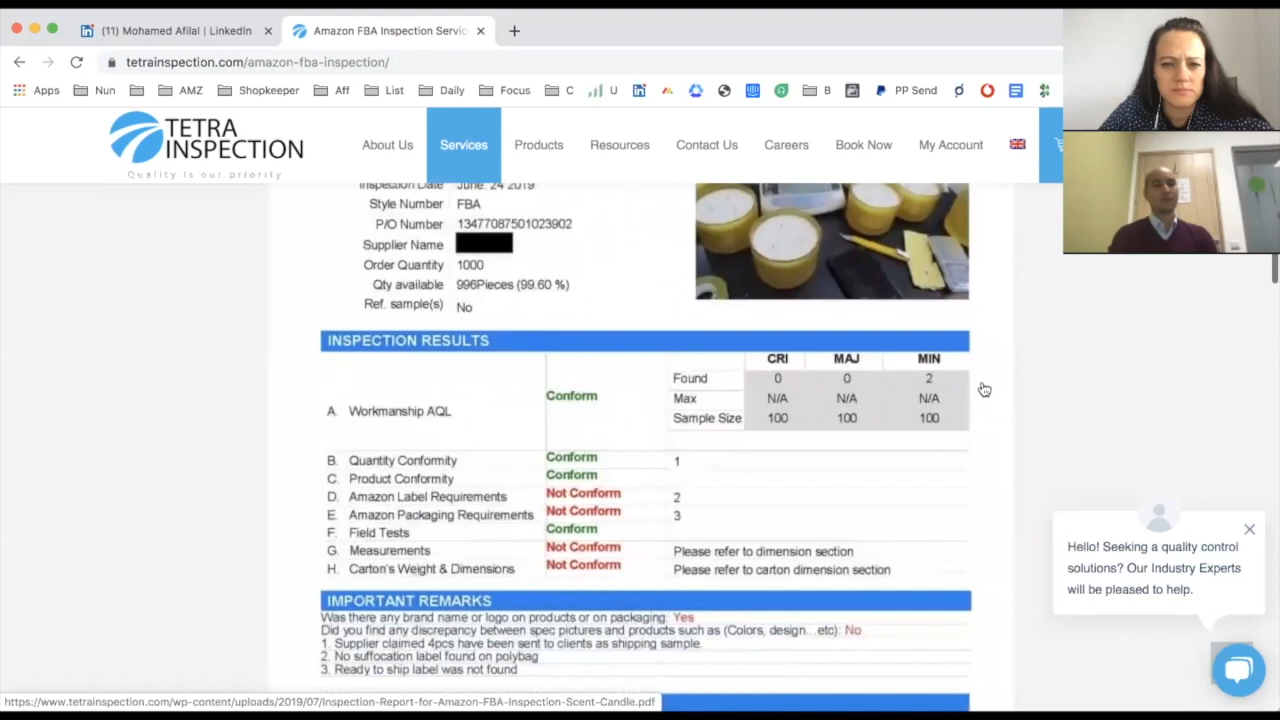 (11) Mohamed Afilal | LinkedIn
Amazon FBA Inspection Servic
tetrainspection.com/amazon-fba-inspection/
Apps Nun AMZ Shopkeeper Aff List Daily Focus C U B PP Send
TETRA
INSPECTION
Quality is our priority
About Us Services Products Resources Contact Us Careers Book Now My Account
Inspection Date June. 24 2019
Style Number FBA
P/O Number 13477087501023902
Supplier Name
Order Quantity 1000
Qty available 996Pieces (99.60 %)
Ref. sample(s) No
INSPECTION RESULTS
CRI MAJ MIN
Found 0 0 2
A. Workmanship AQL Conform Max N/A N/A N/A
Sample Size 100 100 100
B. Quantity Conformity Conform 1
C. Product Conformity Conform
D. Amazon Label Requirements Not Conform 2
E. Amazon Packaging Requirements Not Conform 3
F. Field Tests Conform
G. Measurements Not Conform Please refer to dimension section
H. Carton's Weight & Dimensions Not Conform Please refer to carton dimension section
IMPORTANT REMARKS
Was there any brand name or logo on products or on packaging: Yes
Did you find any discrepancy between spec pictures and products such as (Colors, design...etc): No
1. Supplier claimed 4pcs have been sent to clients as shipping sample.
2. No suffocation label found on polybag
3. Ready to ship label was not found
Hello! Seeking a quality control
solutions? Our Industry Experts
will be pleased to help.
https://www.tetrainspection.com/wp-content/uploads/2019/07/Inspection-Report-for-Amazon-FBA-Inspection-Scent-Candle.pdf